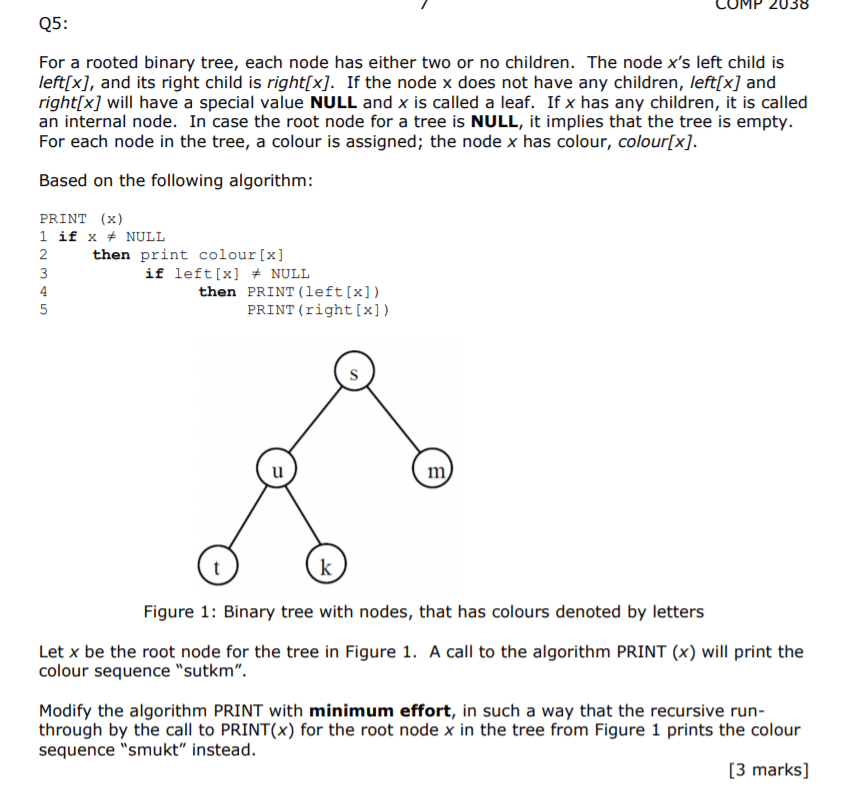 COMP 2038
Q5:
For a rooted binary tree, each node has either two or no children. The node x's left child is
left[x], and its right child is right[x]. If the node x does not have any children, left[x] and
right[x] will have a special value NULL and x is called a leaf. If x has any children, it is called
an internal node. In case the root node for a tree is NULL, it implies that the tree is empty.
For each node in the tree, a colour is assigned; the node x has colour, colour[x].
Based on the following algorithm:
PRINT (x)
1 if x ≠ NULL
2 then print colour[x]
3 if left[x] ≠ NULL
4 then PRINT(left[x])
5 PRINT(right[x])
s
u
m
t
k
Figure 1: Binary tree with nodes, that has colours denoted by letters
Let x be the root node for the tree in Figure 1. A call to the algorithm PRINT (x) will print the
colour sequence "sutkm".
Modify the algorithm PRINT with minimum effort, in such a way that the recursive run-
through by the call to PRINT(x) for the root node x in the tree from Figure 1 prints the colour
sequence "smukt" instead.
[3 marks]